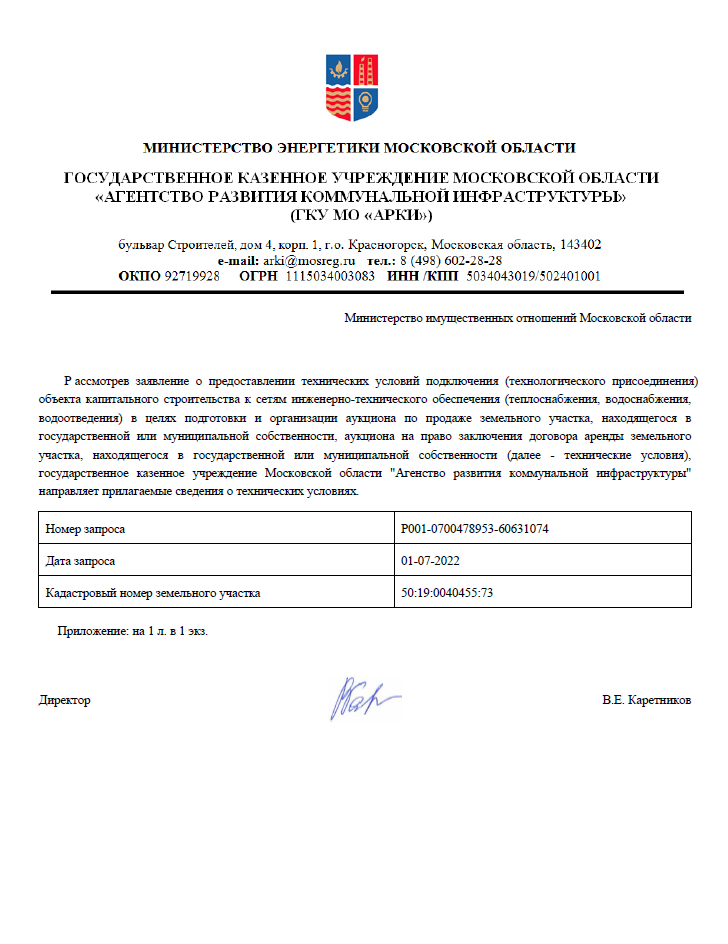 МИНИСТЕРСТВО ЭНЕРГЕТИКИ МОСКОВСКОЙ ОБЛАСТИ
ГОСУДАРСТВЕННОЕ КАЗЕННОЕ УЧРЕЖДЕНИЕ МОСКОВСКОЙ ОБЛАСТИ
«АГЕНТСТВО РАЗВИТИЯ КОММУНАЛЬНОЙ ИНФРАСТРУКТУРЫ»
(ГКУ МО «АРКИ»)
бульвар Строителей, дом 4, корп. 1, г.о. Красногорск, Московская область, 143402
e-mail: arki@mosreg.ru тел.: 8 (498) 602-28-28
ОКПО 92719928 ОГРН 1115034003083 ИНН /КПП 5034043019/502401001
Министерство имущественных отношений Московской области
Р ассмотрев заявление о предоставлении технических условий подключения (технологического присоединения)
объекта капитального строительства к сетям инженерно-технического обеспечения (теплоснабжения, водоснабжения,
водоотведения) в целях подготовки и организации аукциона по продаже земельного участка, находящегося в
государственной или муниципальной собственности, аукциона на право заключения договора аренды земельного
участка, находящегося в государственной или муниципальной собственности (далее - технические условия),
государственное казенное учреждение Московской области "Агенство развития коммунальной инфраструктуры"
направляет прилагаемые сведения о технических условиях.
Номер запроса P001-0700478953-60631074
Дата запроса 01-07-2022
Кадастровый номер земельного участка 50:19:0040455:73
Приложение: на 1 л. в 1 экз.
Директор В.Е. Каретников